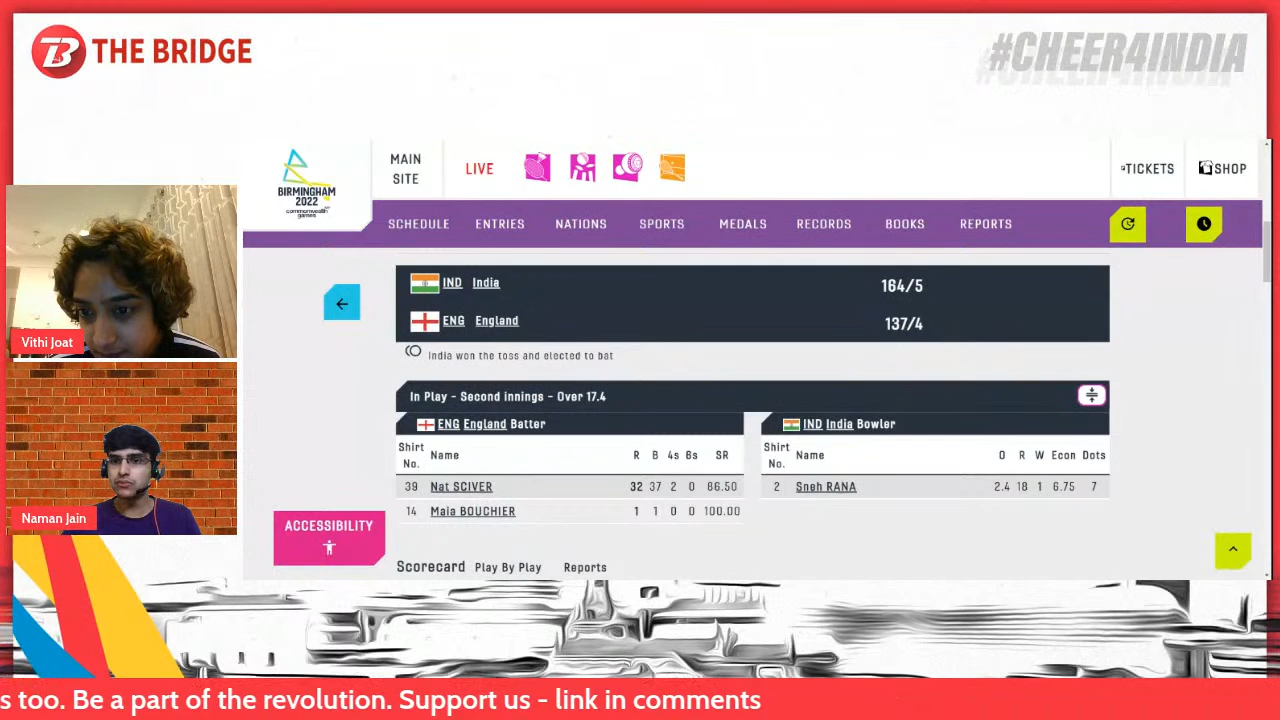 THE BRIDGE
#CHEER4INDIA
BIRMINGHAM
2022
commonwealth
games
MAIN
SITE
LIVE
TICKETS
SHOP
SCHEDULE ENTRIES NATIONS SPORTS MEDALS RECORDS BOOKS REPORTS
IND India 164/5
ENG England 137/4
India won the toss and elected to bat
In Play - Second innings - Over 17.4
ENG England Batter
Shirt No. Name R B 4s Bs SR
39 Nat SCIVER 32 37 2 0 86.50
14 Maia BOUCHIER 1 1 0 0 100.00
IND India Bowler
Shirt No. Name O R W Econ Dots
2 Sneh RANA 2.4 18 1 6.75 7
ACCESSIBILITY
Scorecard Play By Play Reports
Vithi Joat
Naman Jain
s too. Be a part of the revolution. Support us - link in comments